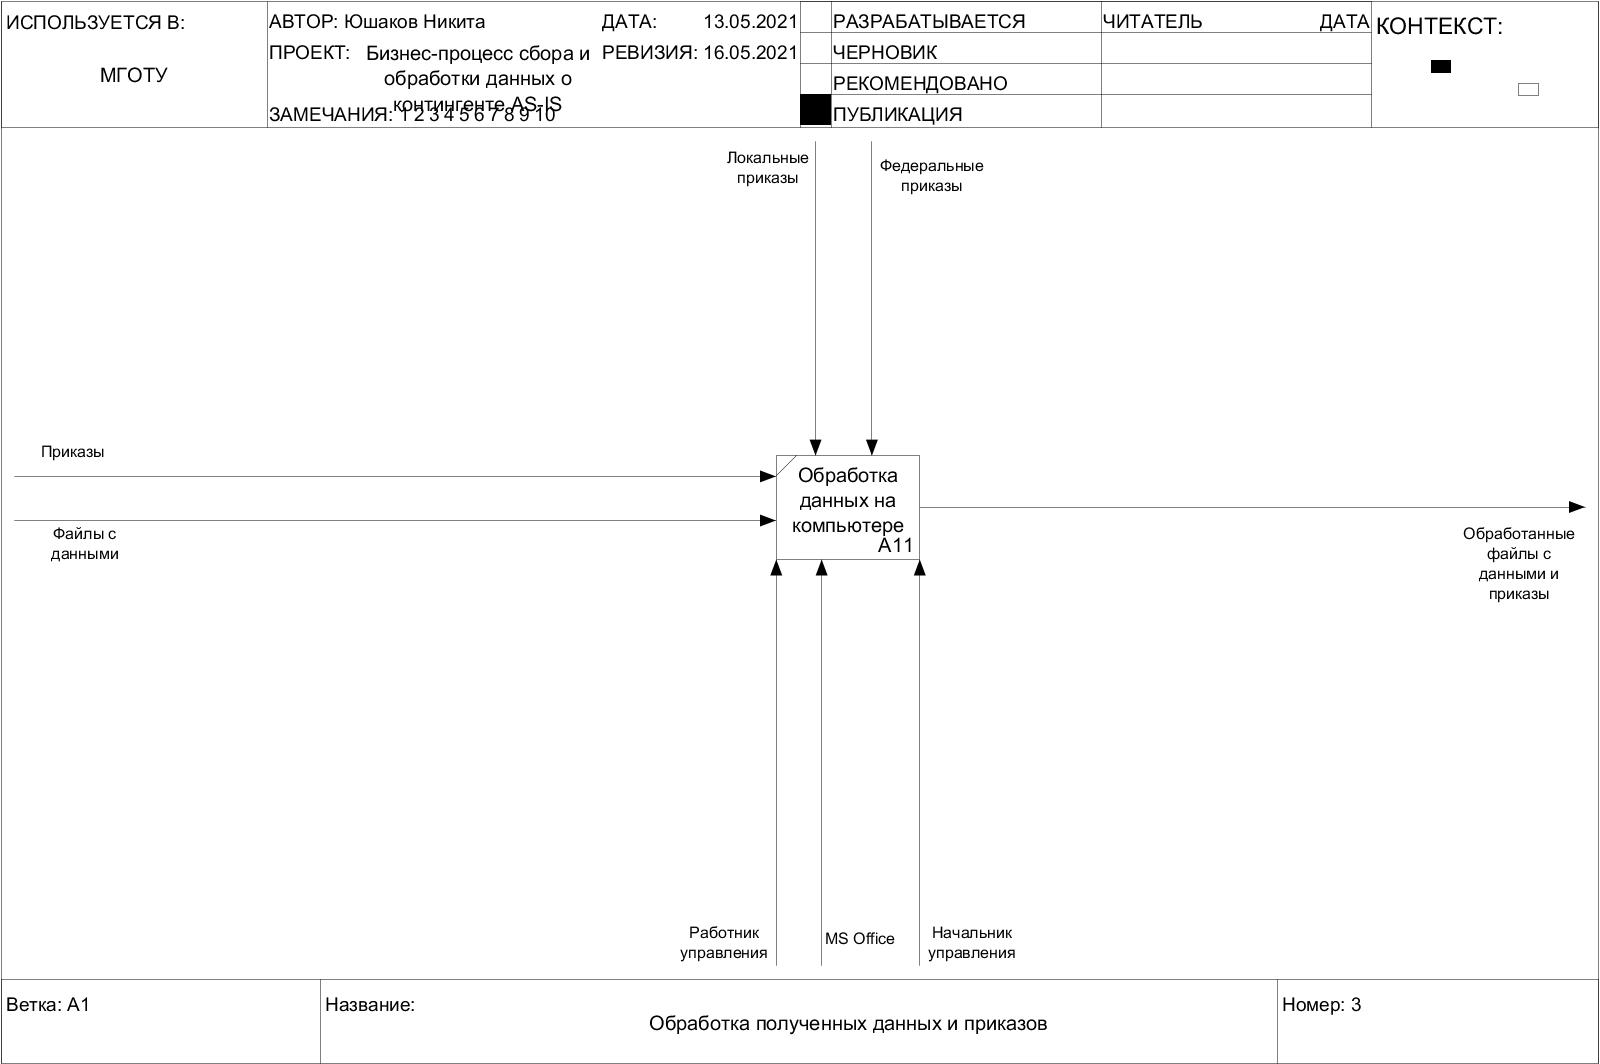 ИСПОЛЬЗУЕТСЯ В:
МГОТУ
АВТОР: Юшаков Никита
ДАТА: 13.05.2021
ПРОЕКТ: Бизнес-процесс сбора и
обработки данных о
контингенте AS-IS
РЕВИЗИЯ: 16.05.2021
ЗАМЕЧАНИЯ: 1 2 3 4 5 6 7 8 9 10
РАЗРАБАТЫВАЕТСЯ
ЧЕРНОВИК
РЕКОМЕНДОВАНО
ПУБЛИКАЦИЯ
ЧИТАТЕЛЬ
ДАТА
КОНТЕКСТ:
Локальные
приказы
Федеральные
приказы
Приказы
Файлы с
данными
Обработка
данных на
компьютере
А11
Обработанные
файлы с
данными и
приказы
Работник
управления
MS Office
Начальник
управления
Ветка: А1
Название:
Обработка полученных данных и приказов
Номер: 3